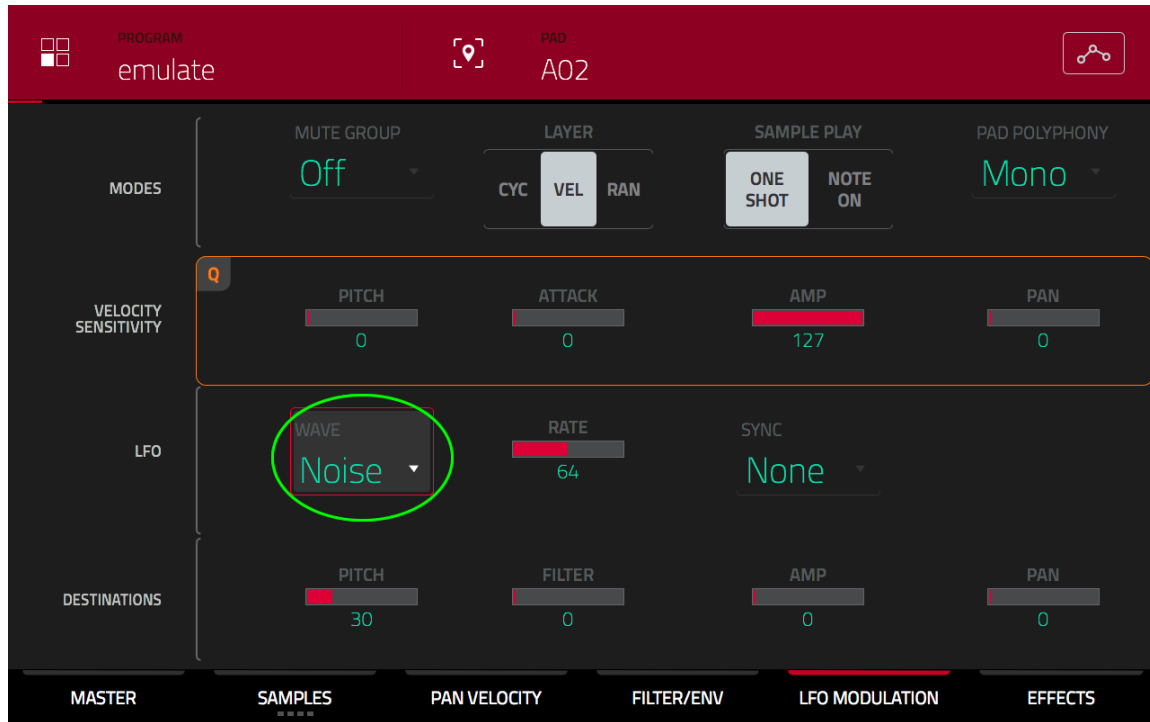 PROGRAM
emulate
PAD
A02
MODES
MUTE GROUP
Off
LAYER
CYC VEL RAN
SAMPLE PLAY
ONE SHOT
NOTE ON
PAD POLYPHONY
Mono
VELOCITY
SENSITIVITY
Q
PITCH
0
ATTACK
0
AMP
127
PAN
0
LFO
WAVE
Noise
RATE
64
SYNC
None
DESTINATIONS
PITCH
30
FILTER
0
AMP
0
PAN
0
MASTER SAMPLES PAN VELOCITY FILTER/ENV LFO MODULATION EFFECTS